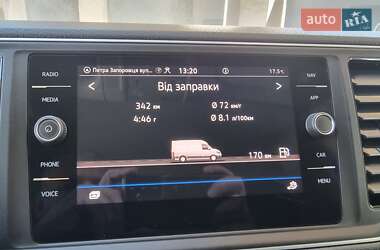 auto RIA
RADIO
MEDIA
PHONE
VOICE
Петра Запорожця вул... 13:20 17.5°C
< Від заправки >
342 км Ø 72 км/г
4:46 г Ø 8.1 л/100км
170 км
NAV
APP
CAR
MENU